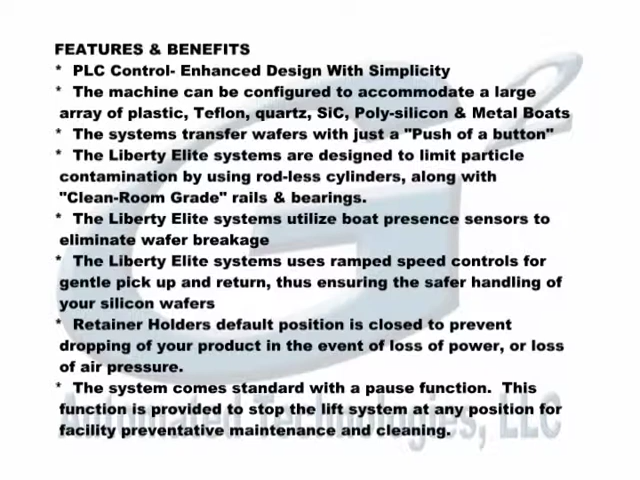 FEATURES & BENEFITS
* PLC Control- Enhanced Design With Simplicity
* The machine can be configured to accommodate a large
array of plastic, Teflon, quartz, SiC, Poly-silicon & Metal Boats
* The systems transfer wafers with just a "Push of a button"
* The Liberty Elite systems are designed to limit particle
contamination by using rod-less cylinders, along with
"Clean-Room Grade" rails & bearings.
* The Liberty Elite systems utilize boat presence sensors to
eliminate wafer breakage
* The Liberty Elite systems uses ramped speed controls for
gentle pick up and return, thus ensuring the safer handling of
your silicon wafers
* Retainer Holders default position is closed to prevent
dropping of your product in the event of loss of power, or loss
of air pressure.
* The system comes standard with a pause function. This
function is provided to stop the lift system at any position for
Automated Technologies, LLC
facility preventative maintenance and cleaning.